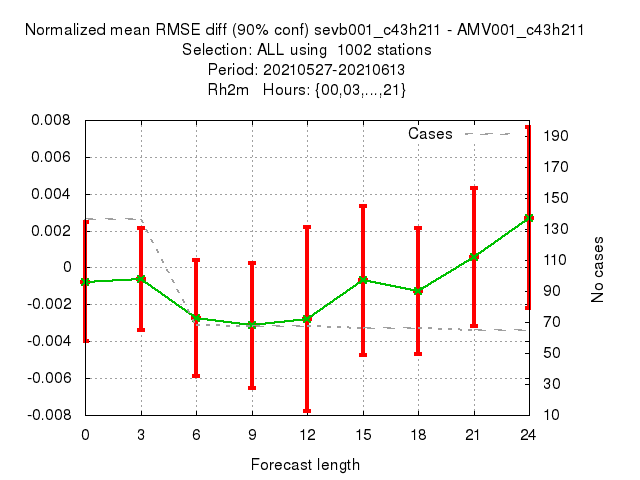 Normalized mean RMSE diff (90% conf) sevb001_c43h211 - AMV001_c43h211
Selection: ALL using  1002 stations
Period: 20210527-20210613
Rh2m   Hours: {00,03,...,21}
Cases
0.008
0.006
0.004
0.002
0
-0.002
-0.004
-0.006
-0.008
190
170
150
130
110
90
70
50
30
10
No cases
0 3 6 9 12 15 18 21 24
Forecast length